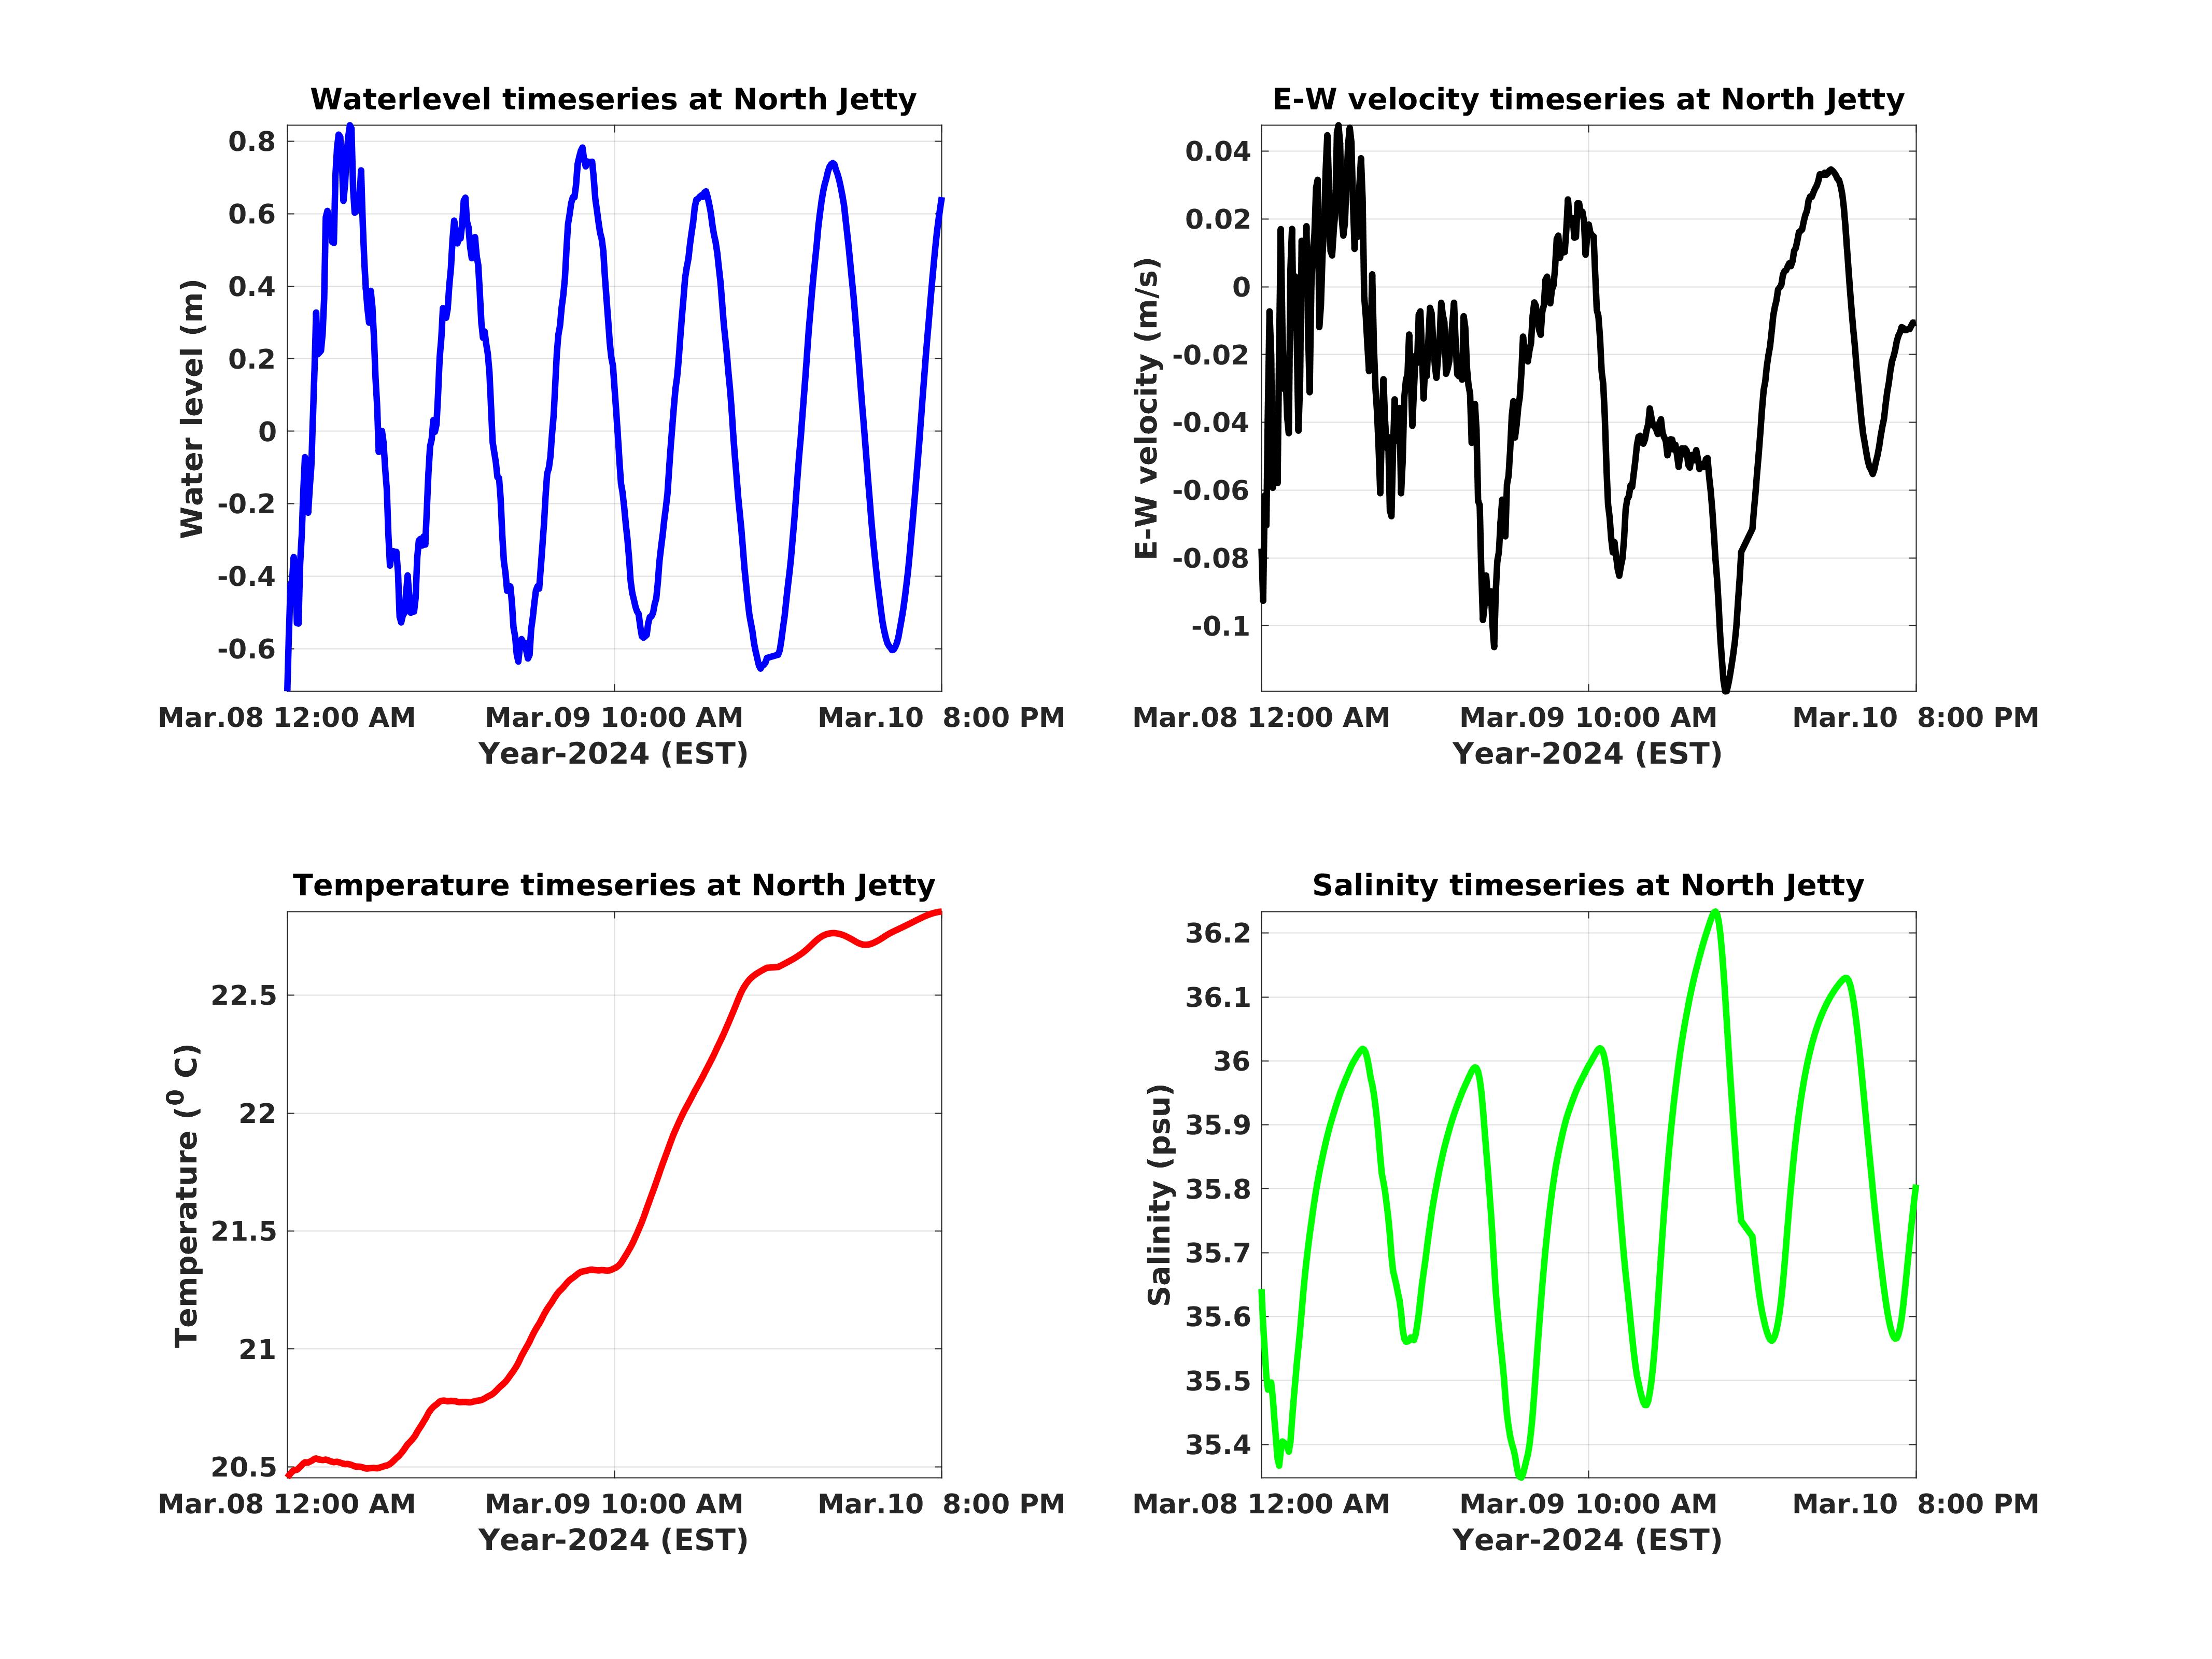 Waterlevel timeseries at North Jetty
0.8
0.6
0.4
0.2
0
-0.2
-0.4
-0.6
Water level (m)
Mar.08 12:00 AM Mar.09 10:00 AM Mar.10 8:00 PM
Year-2024 (EST)
E-W velocity timeseries at North Jetty
0.04
0.02
0
-0.02
-0.04
-0.06
-0.08
-0.1
E-W velocity (m/s)
Mar.08 12:00 AM Mar.09 10:00 AM Mar.10 8:00 PM
Year-2024 (EST)
Temperature timeseries at North Jetty
22.5
22
21.5
21
20.5
Temperature (⁰ C)
Mar.08 12:00 AM Mar.09 10:00 AM Mar.10 8:00 PM
Year-2024 (EST)
Salinity timeseries at North Jetty
36.2
36.1
36
35.9
35.8
35.7
35.6
35.5
35.4
Salinity (psu)
Mar.08 12:00 AM Mar.09 10:00 AM Mar.10 8:00 PM
Year-2024 (EST)